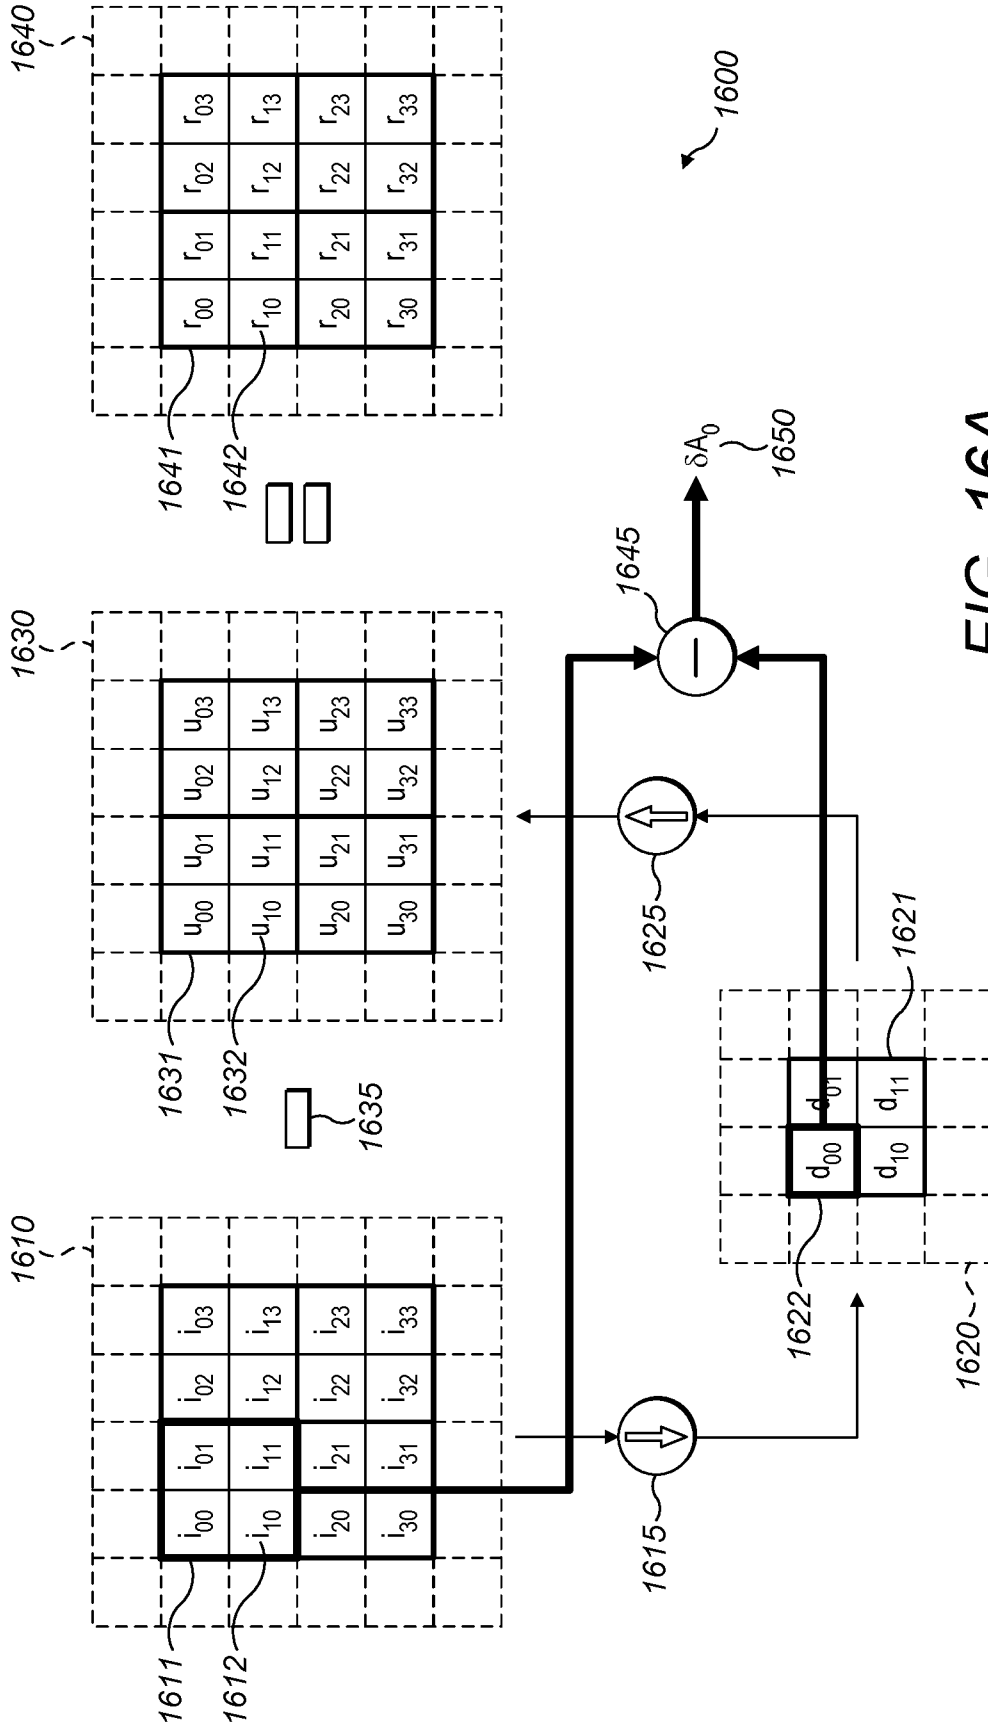 1610
1630
1640
i00 i01 i02 i03
i10 i11 i12 i13
i20 i21 i22 i23
i30 i31 i32 i33
1611
1612
1635
u00 u01 u02 u03
u10 u11 u12 u13
u20 u21 u22 u23
u30 u31 u32 u33
1631
1632
r00 r01 r02 r03
r10 r11 r12 r13
r20 r21 r22 r23
r30 r31 r32 r33
1641
1642
1615
1625
1645
δA0
1650
1600
1622
d00 d01
d10 d11
1621
1620
FIG. 16A